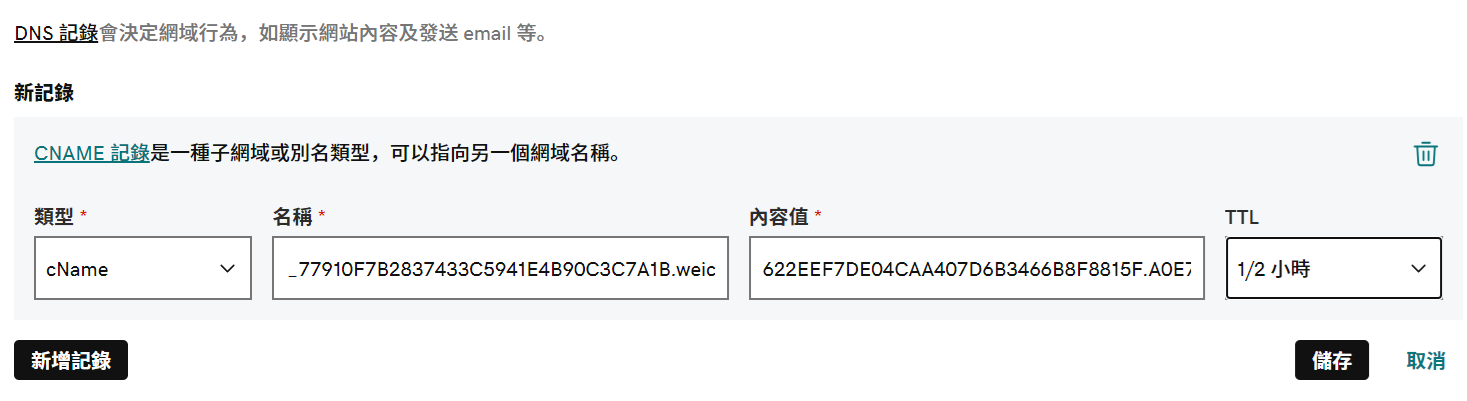 DNS 記錄會決定網域行為，如顯示網站內容及發送 email 等。
新記錄
CNAME 記錄是一種子網域或別名類型，可以指向另一個網域名稱。
類型 * 名稱 * 內容值 * TTL
cName _77910F7B2837433C5941E4B90C3C7A1B.weic 622EEF7DE04CAA407D6B3466B8F8815F.A0E7 1/2 小時
新增記錄 儲存 取消